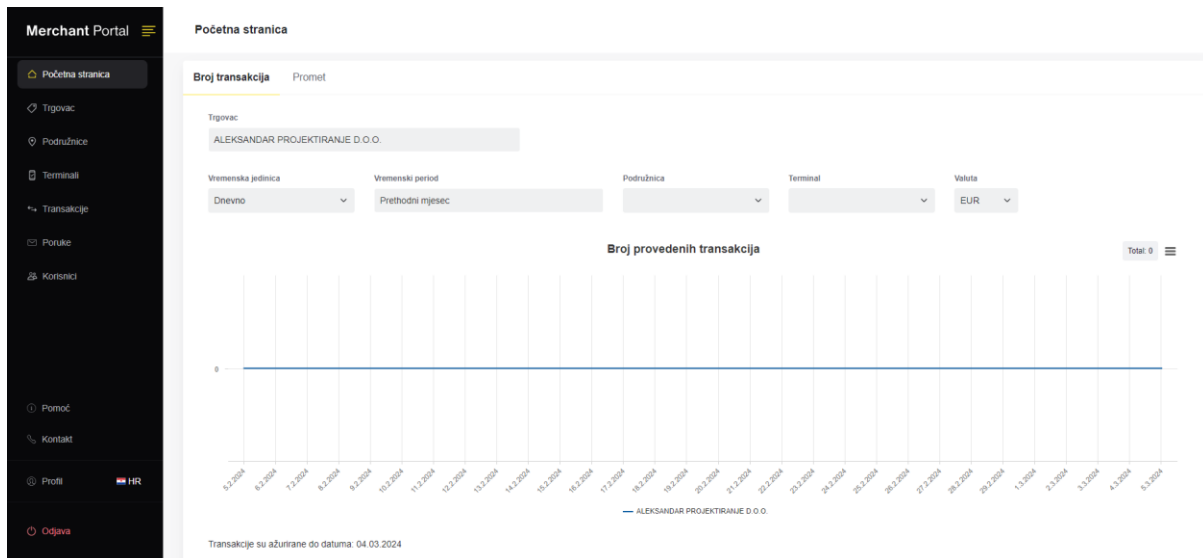 Merchant Portal
Početna stranica
Trgovac
Podružnice
Terminali
Transakcije
Poruke
Korisnici
Pomoć
Kontakt
Profil HR
Odjava
Početna stranica
Broj transakcija Promet
Trgovac
ALEKSANDAR PROJEKTIRANJE D.O.O.
Vremenska jedinica Vremenski period Podružnica Terminal Valuta
Dnevno Prethodni mjesec EUR
Broj provedenih transakcija
Total: 0
0
5.2.2024 6.2.2024 7.2.2024 8.2.2024 9.2.2024 10.2.2024 11.2.2024 12.2.2024 13.2.2024 14.2.2024 15.2.2024 16.2.2024 17.2.2024 18.2.2024 19.2.2024 20.2.2024 21.2.2024 22.2.2024 23.2.2024 24.2.2024 25.2.2024 26.2.2024 27.2.2024 28.2.2024 29.2.2024 1.3.2024 2.3.2024 3.3.2024 4.3.2024 5.3.2024
ALEKSANDAR PROJEKTIRANJE D.O.O.
Transakcije su ažurirane do datuma: 04.03.2024